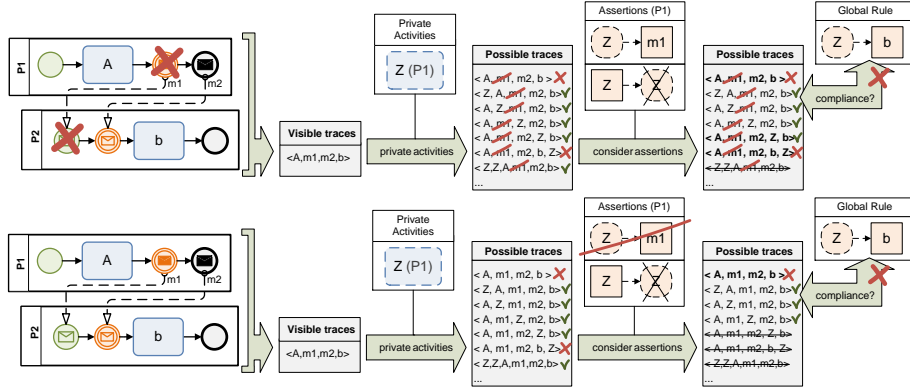 Private
Activities
Z (P1)
Assertions (P1)
Z
m1
Z
Z
Global Rule
Z
b
P1
A
m1
m2
P2
b
Visible traces
<A,m1,m2,b>
private activities
Possible traces
< A, m1, m2, b >
< Z, A, m1, m2, b>
< A, Z, m1, m2, b>
< A, m1, Z, m2, b>
< A, m1, m2, Z, b>
< A, m1, m2, b, Z>
< Z,Z,A,m1,m2,b>
...
consider assertions
Possible traces
< A, m1, m2, b >
< Z, A, m1, m2, b>
< A, Z, m1, m2, b>
< A, m1, Z, m2, b>
< A, m1, m2, Z, b>
< A, m1, m2, b, Z>
< Z,Z,A,m1,m2,b>
...
compliance?
Private
Activities
Z (P1)
Assertions (P1)
Z
m1
Z
Z
Global Rule
Z
b
P1
A
m1
m2
P2
b
Visible traces
<A,m1,m2,b>
private activities
Possible traces
< A, m1, m2, b >
< Z, A, m1, m2, b>
< A, Z, m1, m2, b>
< A, m1, Z, m2, b>
< A, m1, m2, Z, b>
< A, m1, m2, b, Z>
< Z,Z,A,m1,m2,b>
...
consider assertions
Possible traces
< A, m1, m2, b >
< Z, A, m1, m2, b>
< A, Z, m1, m2, b>
< A, m1, Z, m2, b>
< A, m1, m2, Z, b>
< A, m1, m2, b, Z>
< Z,Z,A,m1,m2,b>
...
compliance?